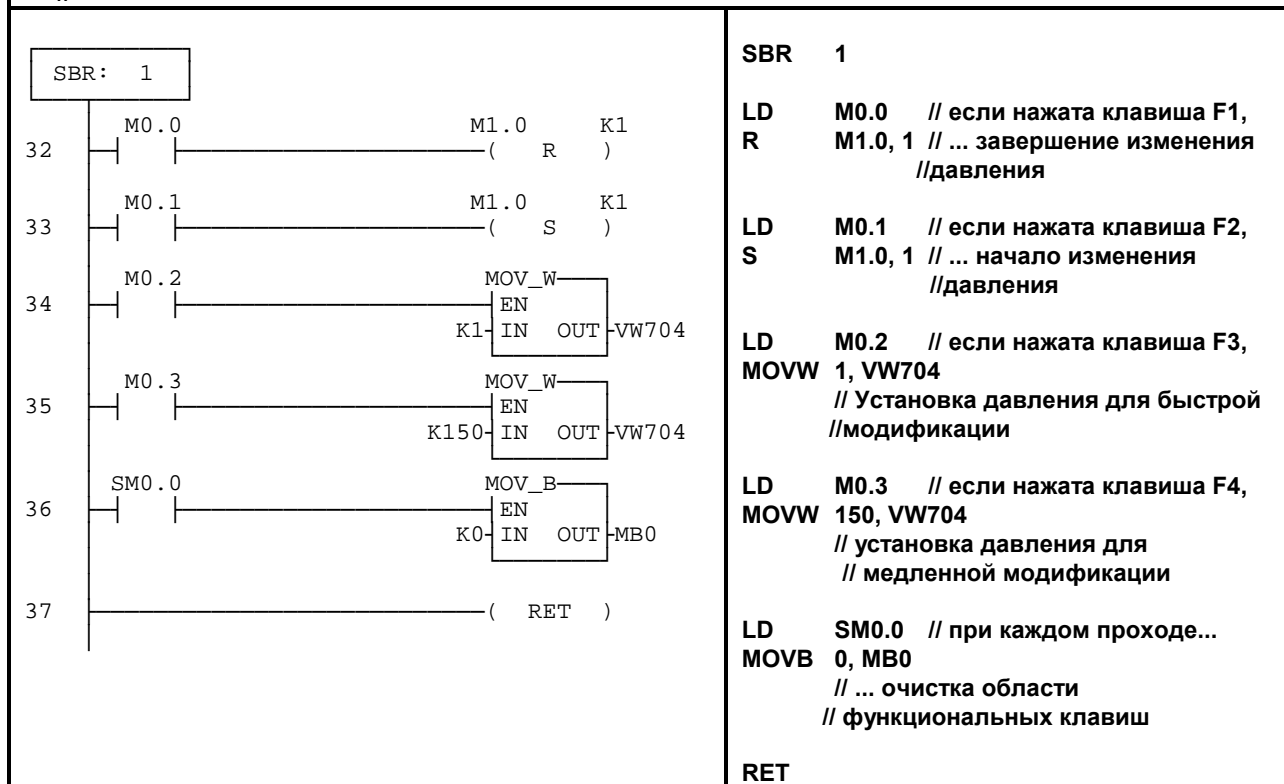 SBR: 1
M0.0 M1.0 K1
32 ( R )
M0.1 M1.0 K1
33 ( S )
M0.2 MOV_W
34 EN
K1 IN OUT VW704
M0.3 MOV_W
35 EN
K150 IN OUT VW704
SM0.0 MOV_B
36 EN
K0 IN OUT MB0
37 ( RET )
SBR 1
LD M0.0 // если нажата клавиша F1,
R M1.0, 1 // ... завершение изменения
//давления
LD M0.1 // если нажата клавиша F2,
S M1.0, 1 // ... начало изменения
//давления
LD M0.2 // если нажата клавиша F3,
MOVW 1, VW704
// Установка давления для быстрой
//модификации
LD M0.3 // если нажата клавиша F4,
MOVW 150, VW704
// установка давления для
// медленной модификации
LD SM0.0 // при каждом проходе...
MOVB 0, MB0
// ... очистка области
// функциональных клавиш
RET